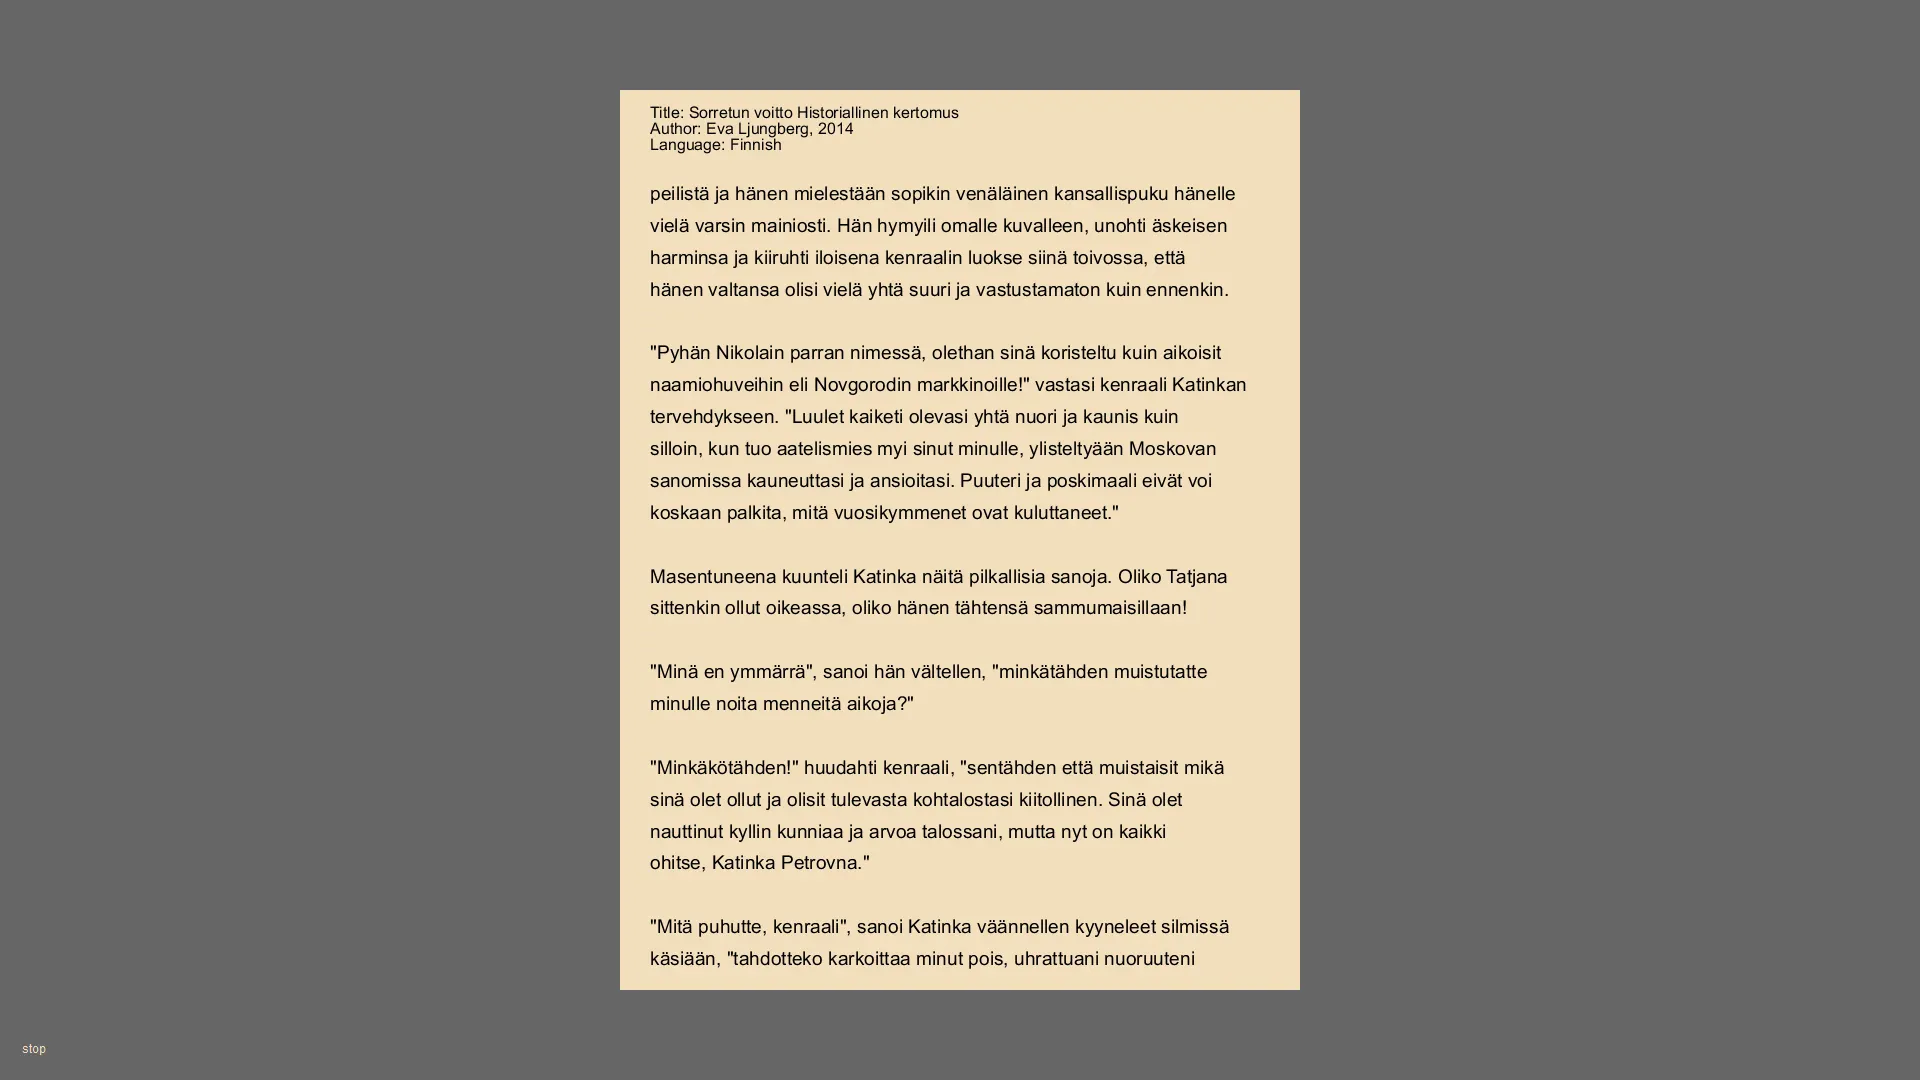 Title: Sorretun voitto Historiallinen kertomus
Author: Eva Ljungberg, 2014
Language: Finnish
peilistä ja hänen mielestään sopikin venäläinen kansallispuku hänelle
vielä varsin mainiosti. Hän hymyili omalle kuvalleen, unohti äskeisen
harminsa ja kiiruhti iloisena kenraalin luokse siinä toivossa, että
hänen valtansa olisi vielä yhtä suuri ja vastustamaton kuin ennenkin.
"Pyhän Nikolain parran nimessä, olethan sinä koristeltu kuin aikoisit
naamiohuveihin eli Novgorodin markkinoille!" vastasi kenraali Katinkan
tervehdykseen. "Luulet kaiketi olevasi yhtä nuori ja kaunis kuin
silloin, kun tuo aatelismies myi sinut minulle, ylisteltyään Moskovan
sanomissa kauneuttasi ja ansioitasi. Puuteri ja poskimaali eivät voi
koskaan palkita, mitä vuosikymmenet ovat kuluttaneet."
Masentuneena kuunteli Katinka näitä pilkallisia sanoja. Oliko Tatjana
sittenkin ollut oikeassa, oliko hänen tähtensä sammumaisillaan!
"Minä en ymmärrä", sanoi hän vältellen, "minkätähden muistutatte
minulle noita menneitä aikoja?"
"Minkäkötähden!" huudahti kenraali, "sentähden että muistaisit mikä
sinä olet ollut ja olisit tulevasta kohtalostasi kiitollinen. Sinä olet
nauttinut kyllin kunniaa ja arvoa talossani, mutta nyt on kaikki
ohitse, Katinka Petrovna."
"Mitä puhutte, kenraali", sanoi Katinka väännellen kyyneleet silmissä
käsiään, "tahdotteko karkoittaa minut pois, uhrattuani nuoruuteni
stop